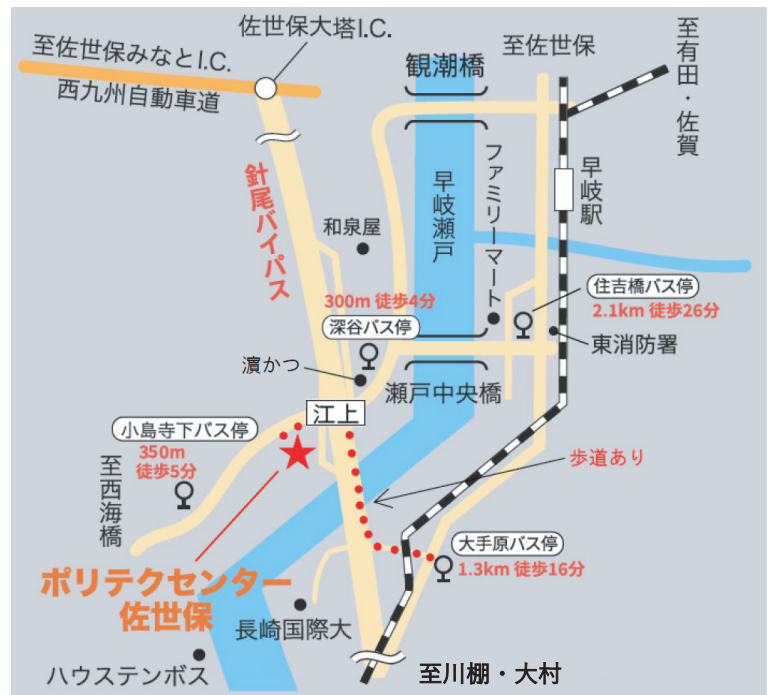 佐世保大塔I.C.
至佐世保みなとI.C.
西九州自動車道
観潮橋
至佐世保
至有田・佐賀
針尾バイパス
早岐瀬戸
ファミリーマート
早岐駅
和泉屋
300m 徒歩4分
深谷バス停
住吉橋バス停
2.1km 徒歩26分
東消防署
濵かつ
瀬戸中央橋
江上
小島寺下バス停
350m
徒歩5分
至西海橋
歩道あり
大手原バス停
1.3km 徒歩16分
ポリテクセンター
佐世保
長崎国際大
ハウステンボス
至川棚・大村